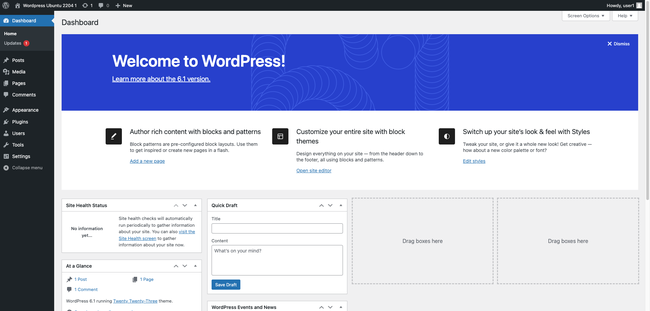 Wordpress Ubuntu 2204 1
1
0
New
Howdy, user1
Dashboard
Home
Updates 1
Posts
Media
Pages
Comments
Appearance
Plugins
Users
Tools
Settings
Collapse menu
Screen Options
Help
Dashboard
Dismiss
Welcome to WordPress!
Learn more about the 6.1 version.
Author rich content with blocks and patterns
Block patterns are pre-configured block layouts. Use them
to get inspired or create new pages in a flash.
Add a new page
Customize your entire site with block
themes
Design everything on your site — from the header down to
the footer, all using blocks and patterns.
Open site editor
Switch up your site's look & feel with Styles
Tweak your site, or give it a whole new look! Get creative —
how about a new color palette or font?
Edit styles
Site Health Status
No information
yet...
Site health checks will automatically
run periodically to gather information
about your site. You can also visit the
Site Health screen to gather
information about your site now.
At a Glance
1 Post
1 Page
1 Comment
WordPress 6.1 running Twenty Twenty-Three theme.
Quick Draft
Title
Content
What's on your mind?
Save Draft
WordPress Events and News
Drag boxes here
Drag boxes here